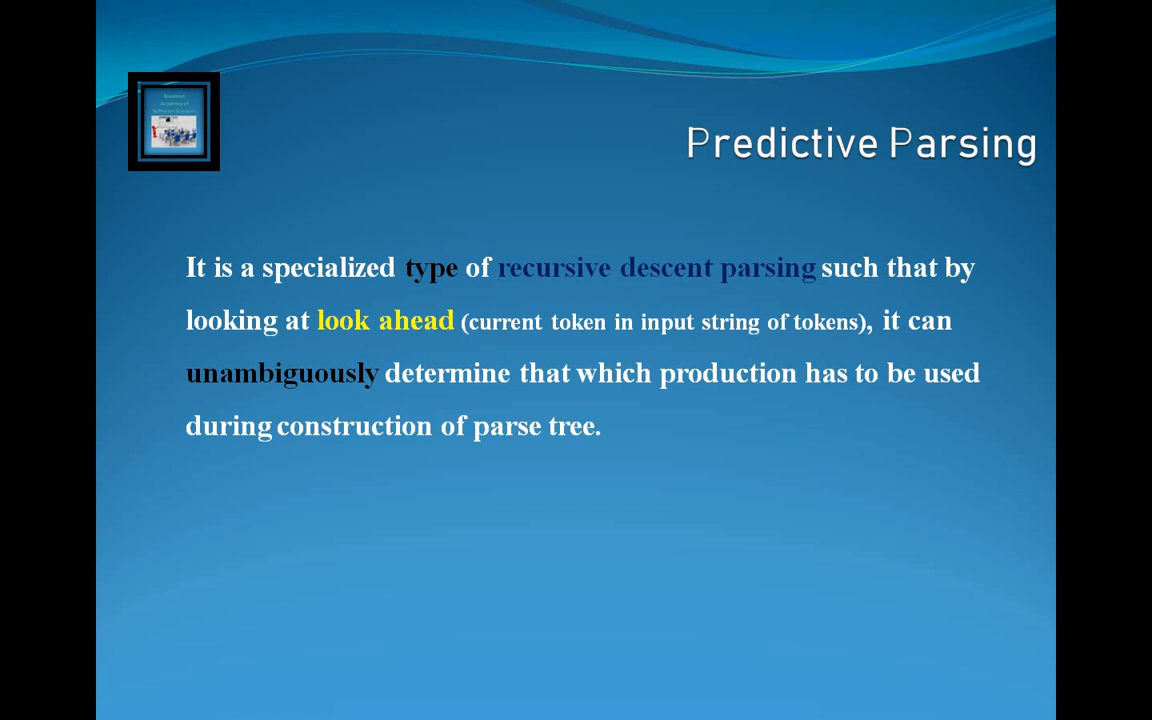 Academy of
Predictive Parsing
It is a specialized type of recursive descent parsing such that by
looking at look ahead (current token in input string of tokens), it can
unambiguously determine that which production has to be used
during construction of parse tree.